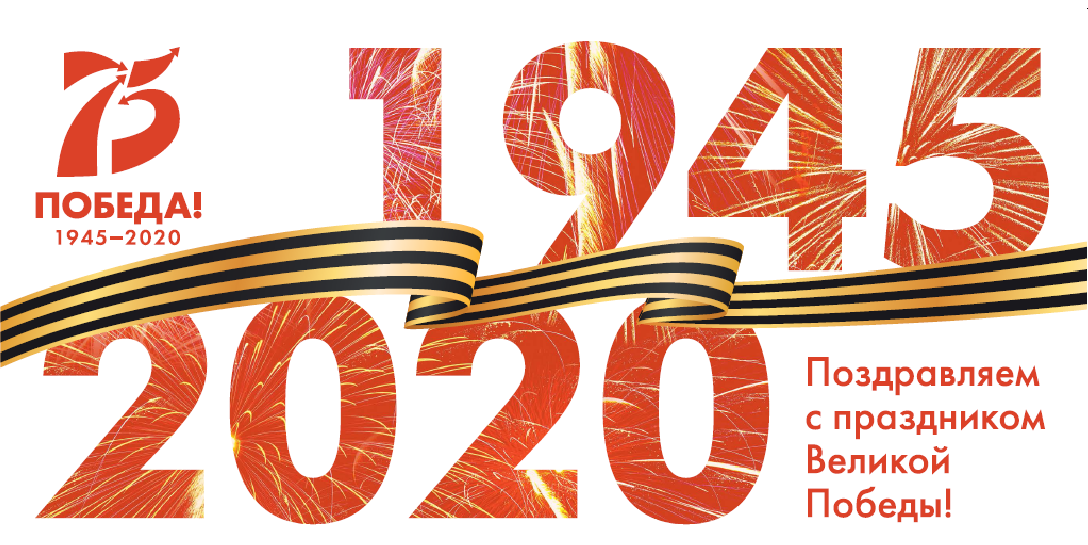 75
ПОБЕДА!
1945–2020
1945
2020
Поздравляем
с праздником
Великой
Победы!